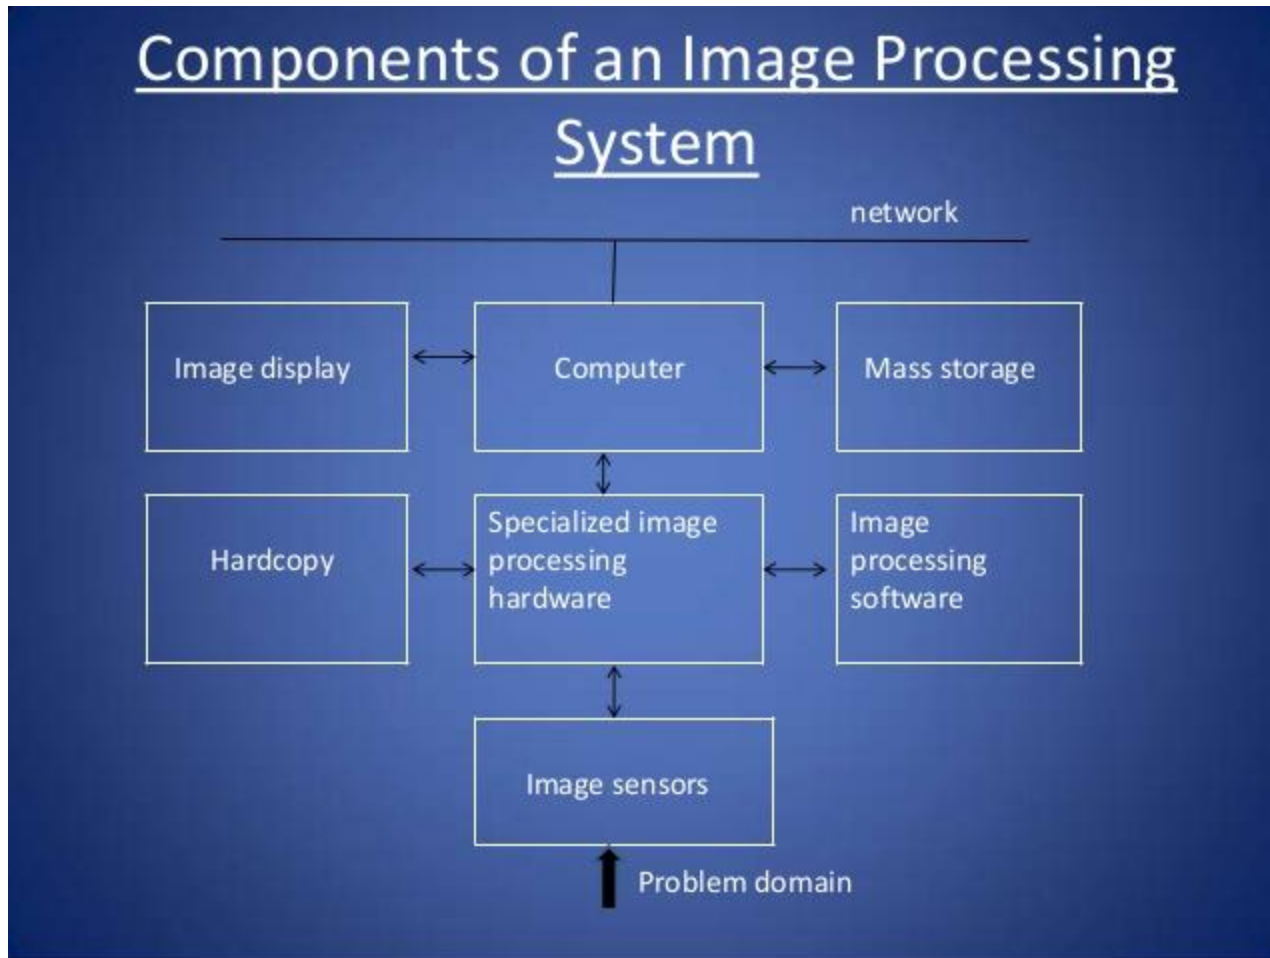 Components of an Image Processing
System
network
Image display
Computer
Mass storage
Hardcopy
Specialized image
processing
hardware
Image
processing
software
Image sensors
Problem domain